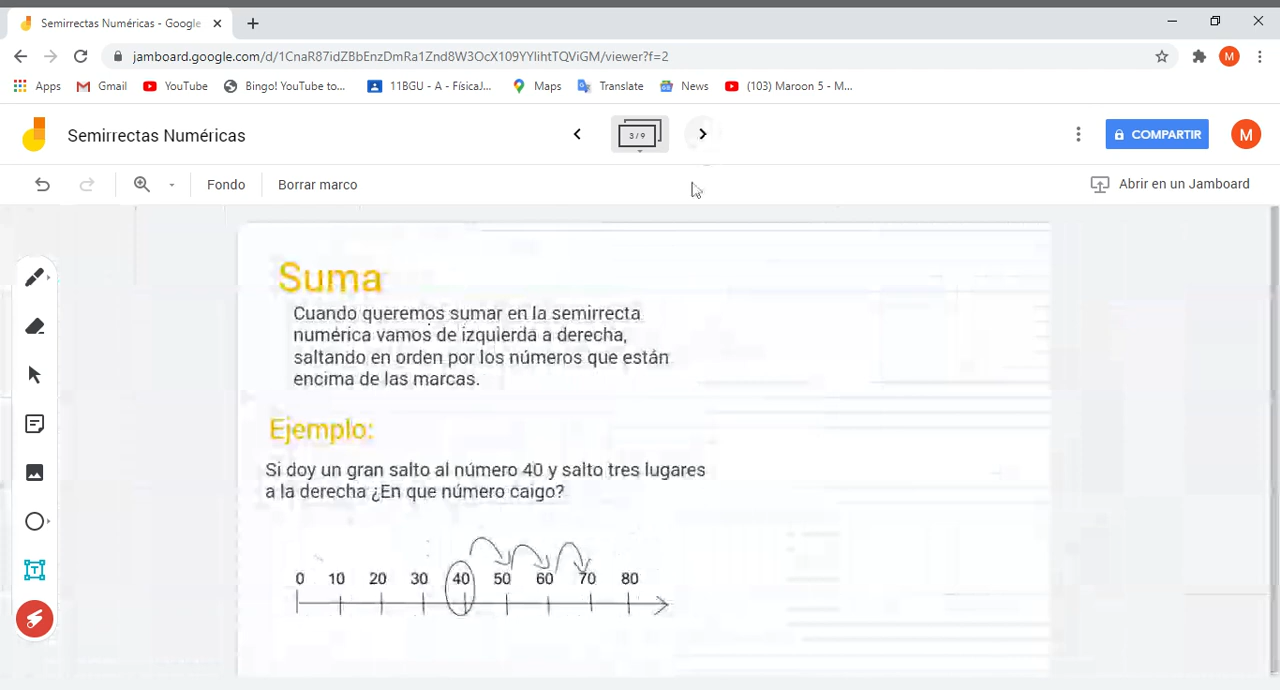 Semirrectas Numéricas - Google
jamboard.google.com/d/1CnaR87idZBbEnzDmRa1Znd8W3OcX109YYlihtTQViGM/viewer?f=2
M
Apps Gmail YouTube Bingo! YouTube to... 11BGU - A - FísicaJ... Maps Translate News (103) Maroon 5 - M...
Semirrectas Numéricas
3 / 9
COMPARTIR
M
Fondo
Borrar marco
Abrir en un Jamboard
Suma
Cuando queremos sumar en la semirrecta
numérica vamos de izquierda a derecha,
saltando en orden por los números que están
encima de las marcas.
Ejemplo:
Si doy un gran salto al número 40 y salto tres lugares
a la derecha ¿En que número caigo?
0 10 20 30 40 50 60 70 80
T